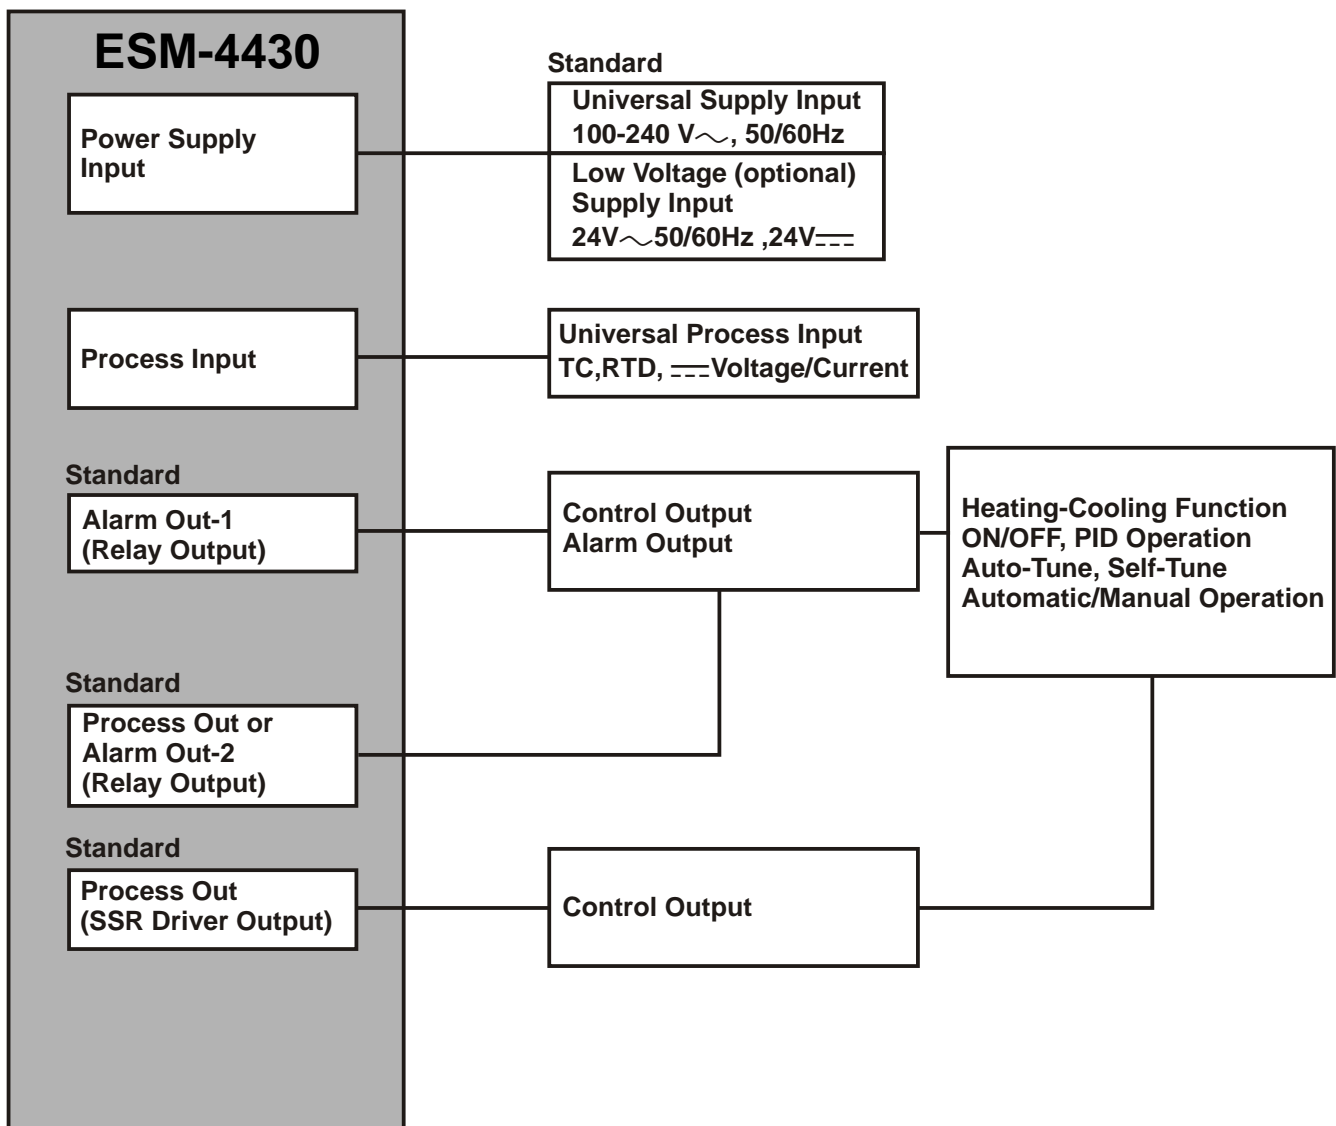 ESM-4430
Power Supply
Input
Standard
Universal Supply Input
100-240 V～, 50/60Hz
Low Voltage (optional)
Supply Input
24V～50/60Hz ,24V⎓
Process Input
Universal Process Input
TC,RTD, ⎓Voltage/Current
Standard
Alarm Out-1
(Relay Output)
Control Output
Alarm Output
Heating-Cooling Function
ON/OFF, PID Operation
Auto-Tune, Self-Tune
Automatic/Manual Operation
Standard
Process Out or
Alarm Out-2
(Relay Output)
Standard
Process Out
(SSR Driver Output)
Control Output